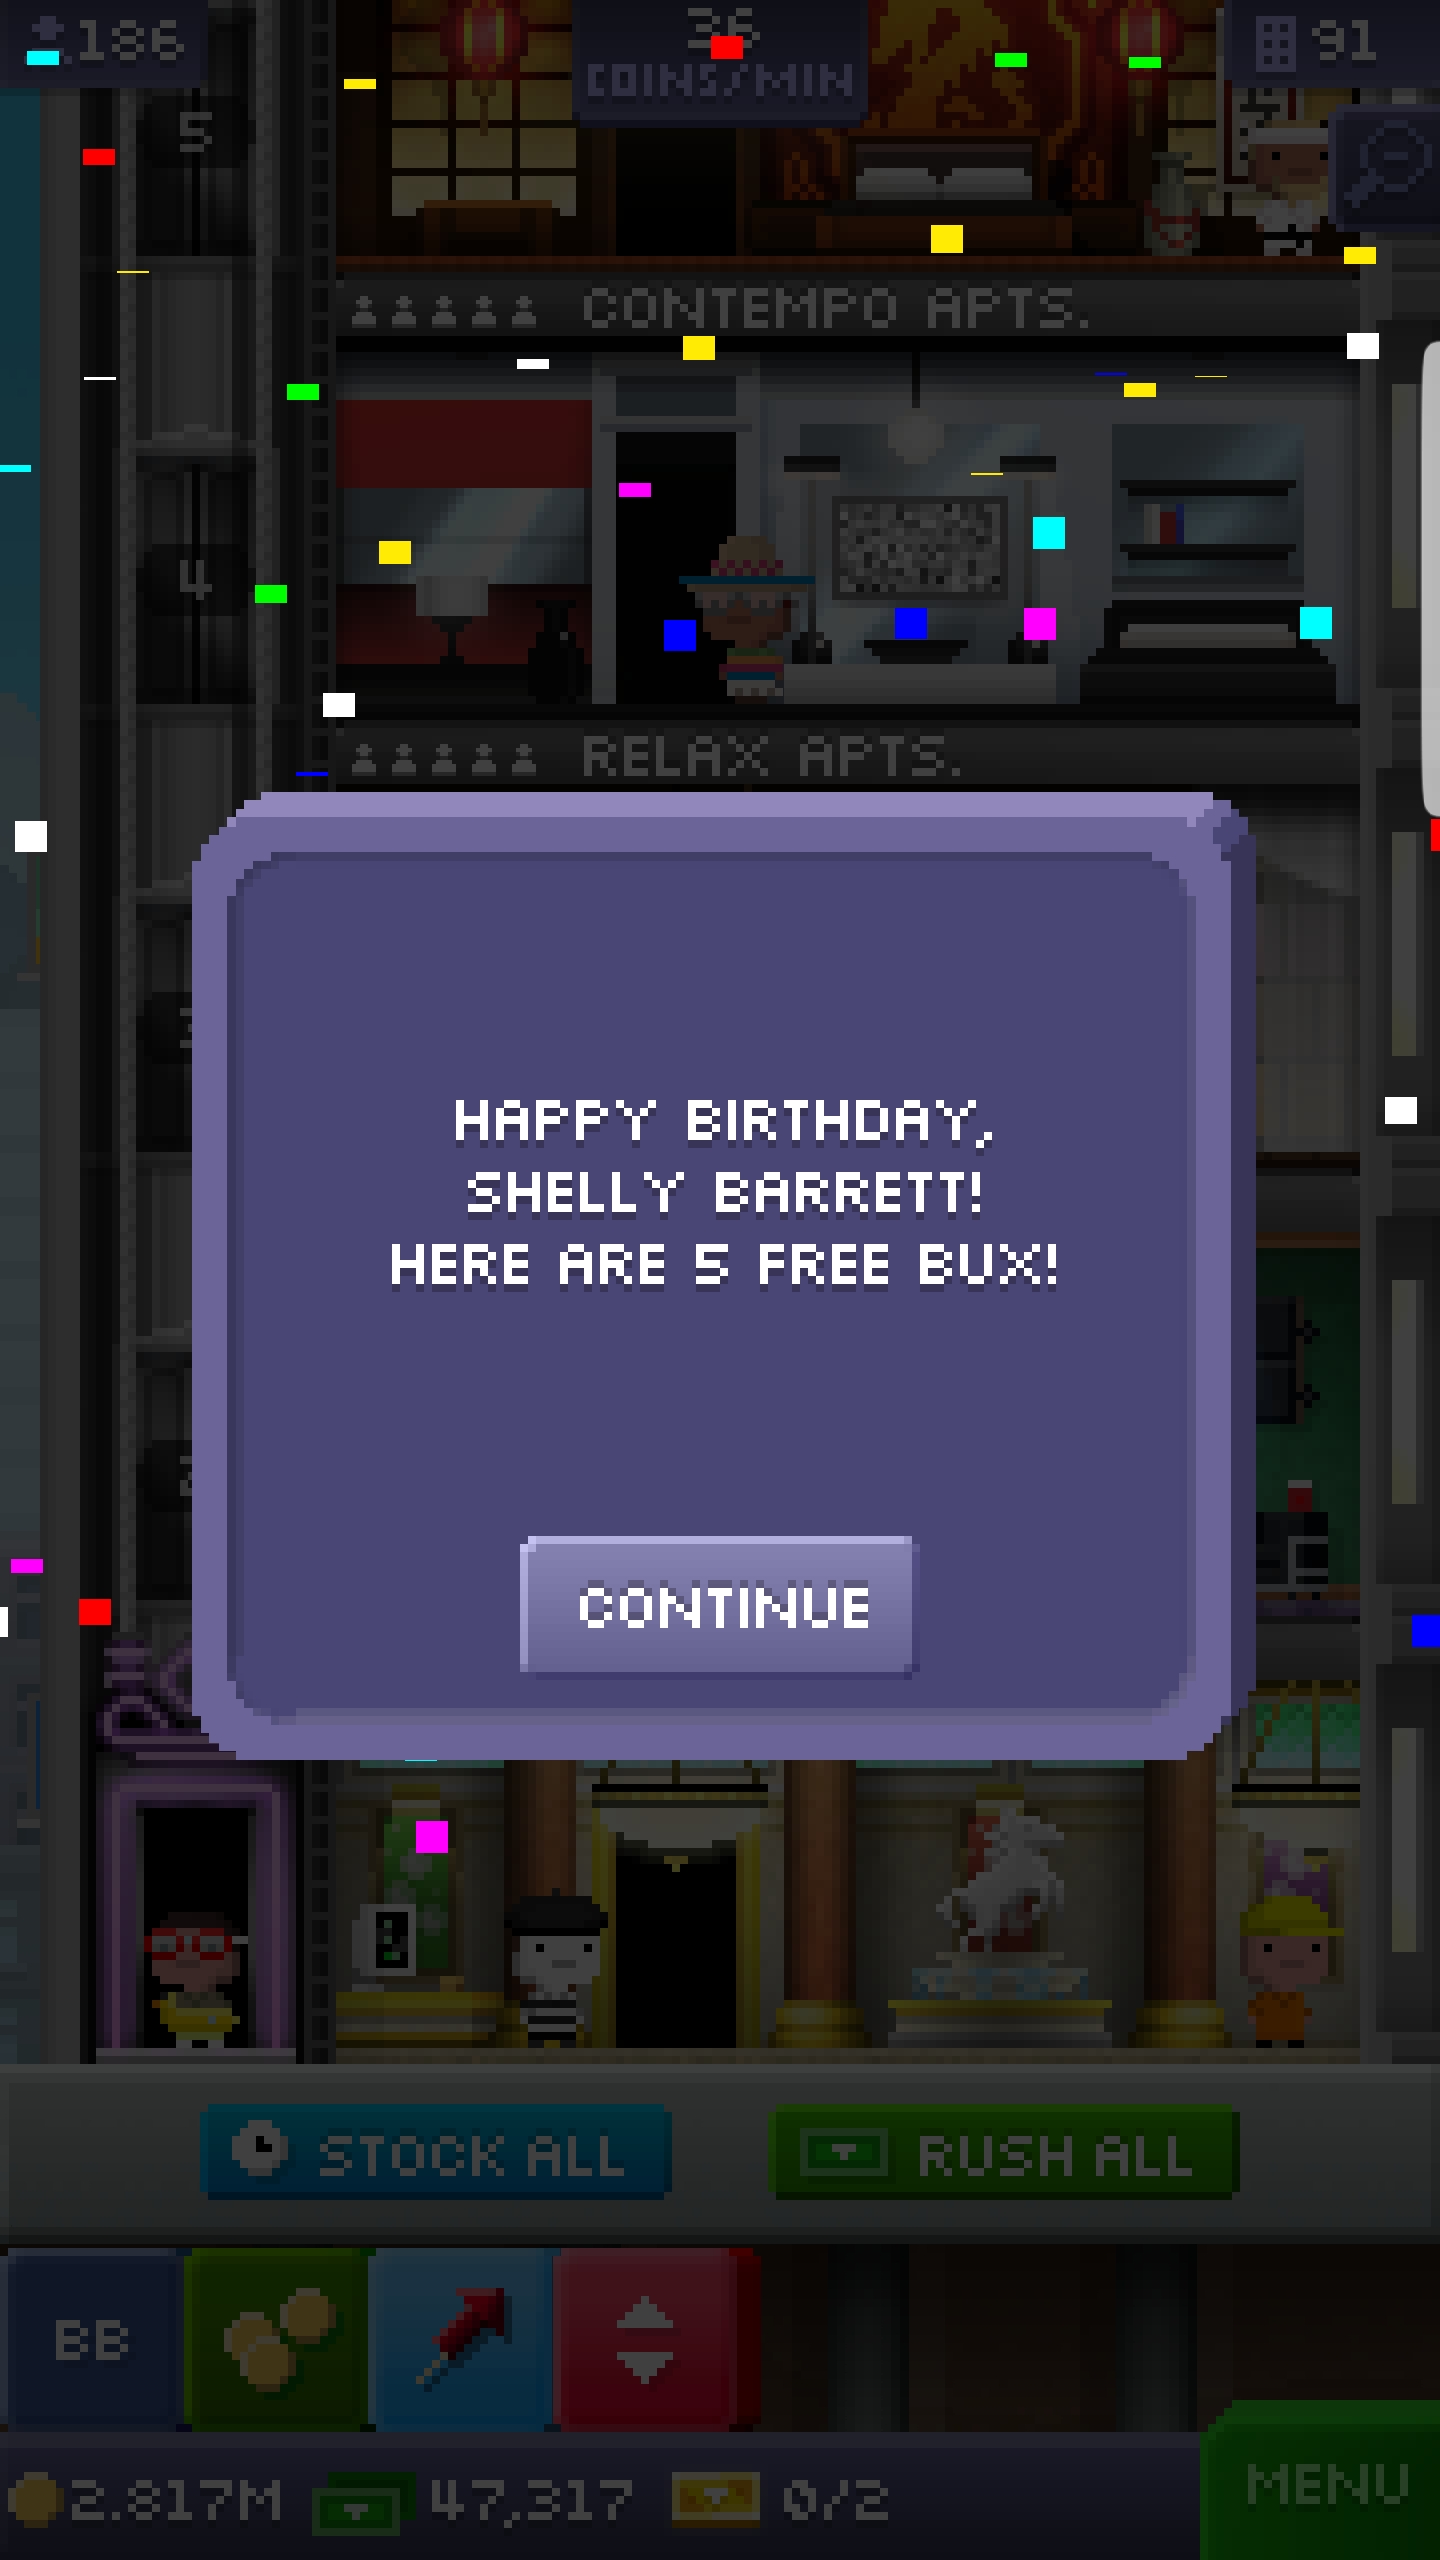 186
36
COINS/MIN
91
5
CONTEMPO APTS.
4
RELAX APTS.
HAPPY BIRTHDAY,
SHELLY BARRETT!
HERE ARE 5 FREE BUX!
CONTINUE
STOCK ALL
RUSH ALL
BB
2.817M
47,317
0/2
MENU